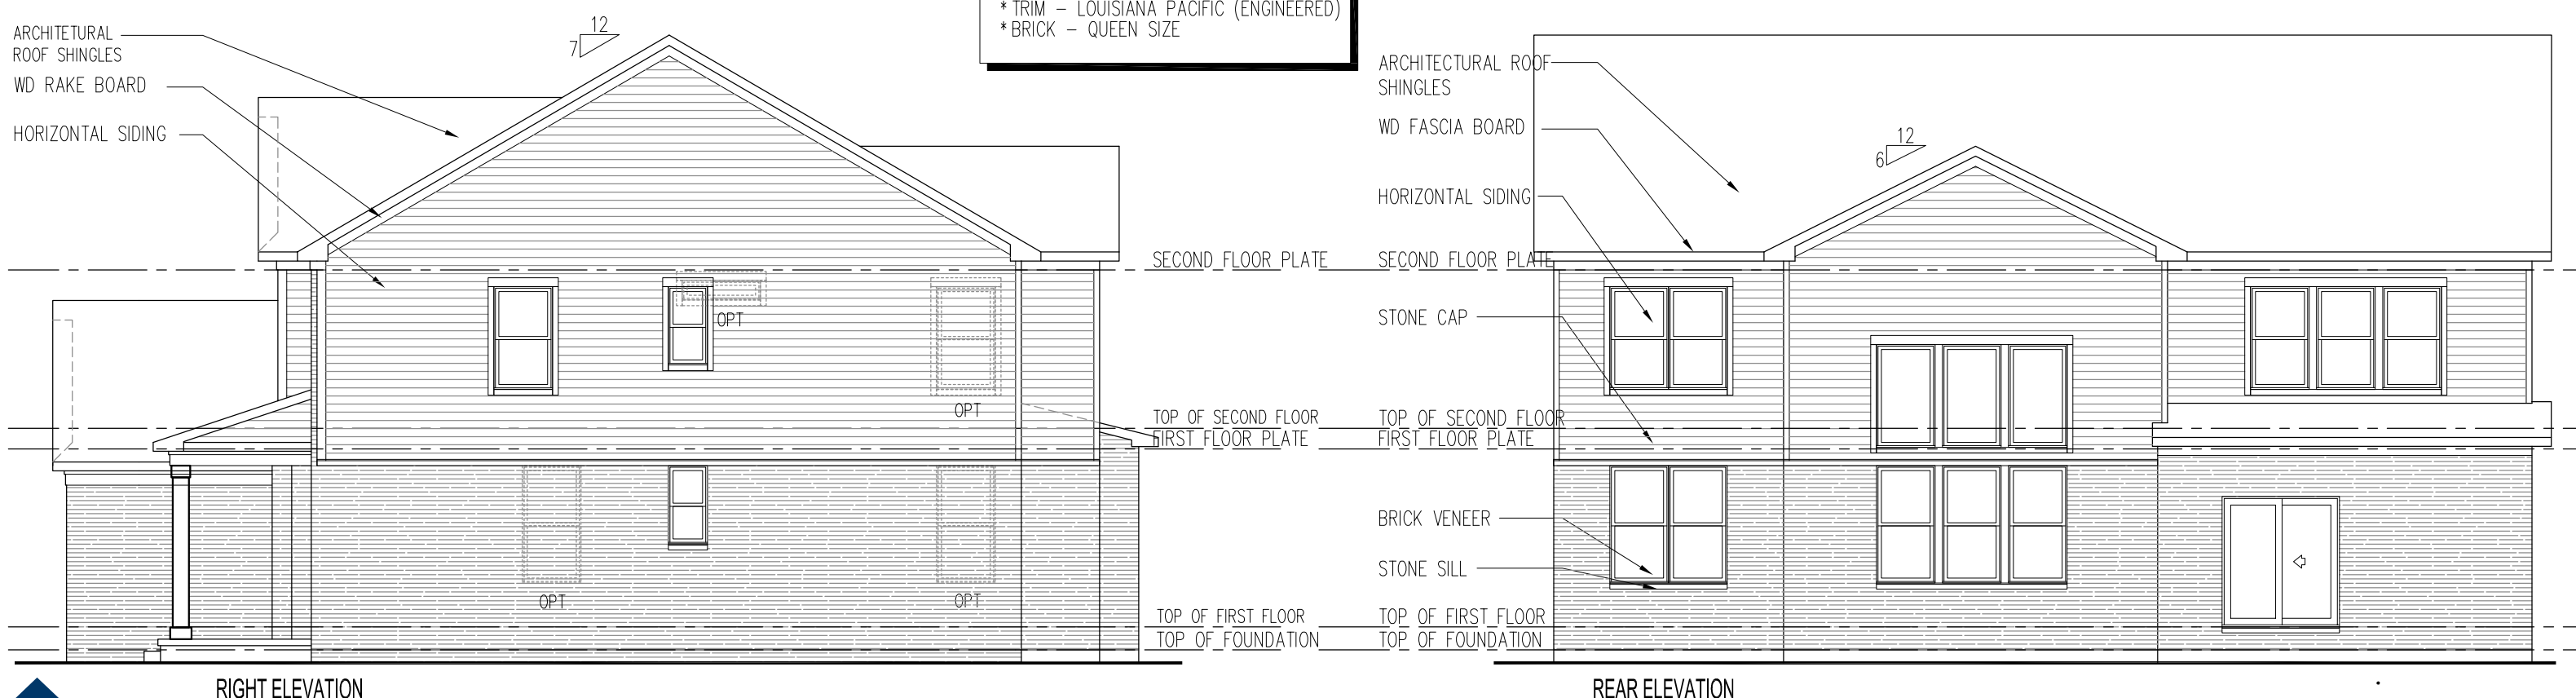 * TRIM – LOUISIANA PACIFIC (ENGINEERED)
* BRICK – QUEEN SIZE
ARCHITETURAL
ROOF SHINGLES
WD RAKE BOARD
HORIZONTAL SIDING
12
7
OPT
OPT
OPT
OPT
SECOND FLOOR PLATE
TOP OF SECOND FLOOR
FIRST FLOOR PLATE
TOP OF FIRST FLOOR
TOP OF FOUNDATION
RIGHT ELEVATION
ARCHITECTURAL ROOF
SHINGLES
WD FASCIA BOARD
HORIZONTAL SIDING
SECOND FLOOR PLATE
STONE CAP
TOP OF SECOND FLOOR
FIRST FLOOR PLATE
BRICK VENEER
STONE SILL
TOP OF FIRST FLOOR
TOP OF FOUNDATION
12
6
REAR ELEVATION